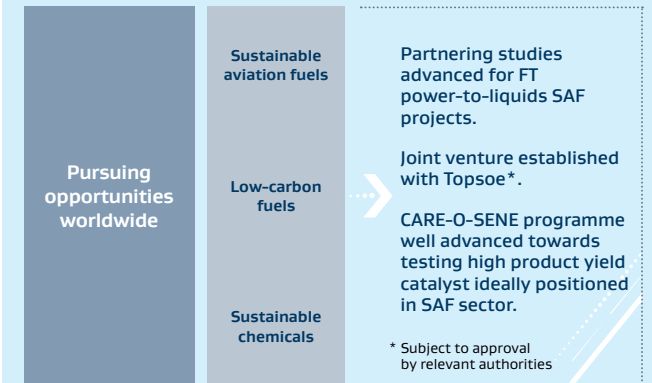 Pursuing
opportunities
worldwide
Sustainable
aviation fuels
Low-carbon
fuels
Sustainable
chemicals
Partnering studies
advanced for FT
power-to-liquids SAF
projects.
Joint venture established
with Topsoe*.
CARE-O-SENE programme
well advanced towards
testing high product yield
catalyst ideally positioned
in SAF sector.
* Subject to approval
by relevant authorities